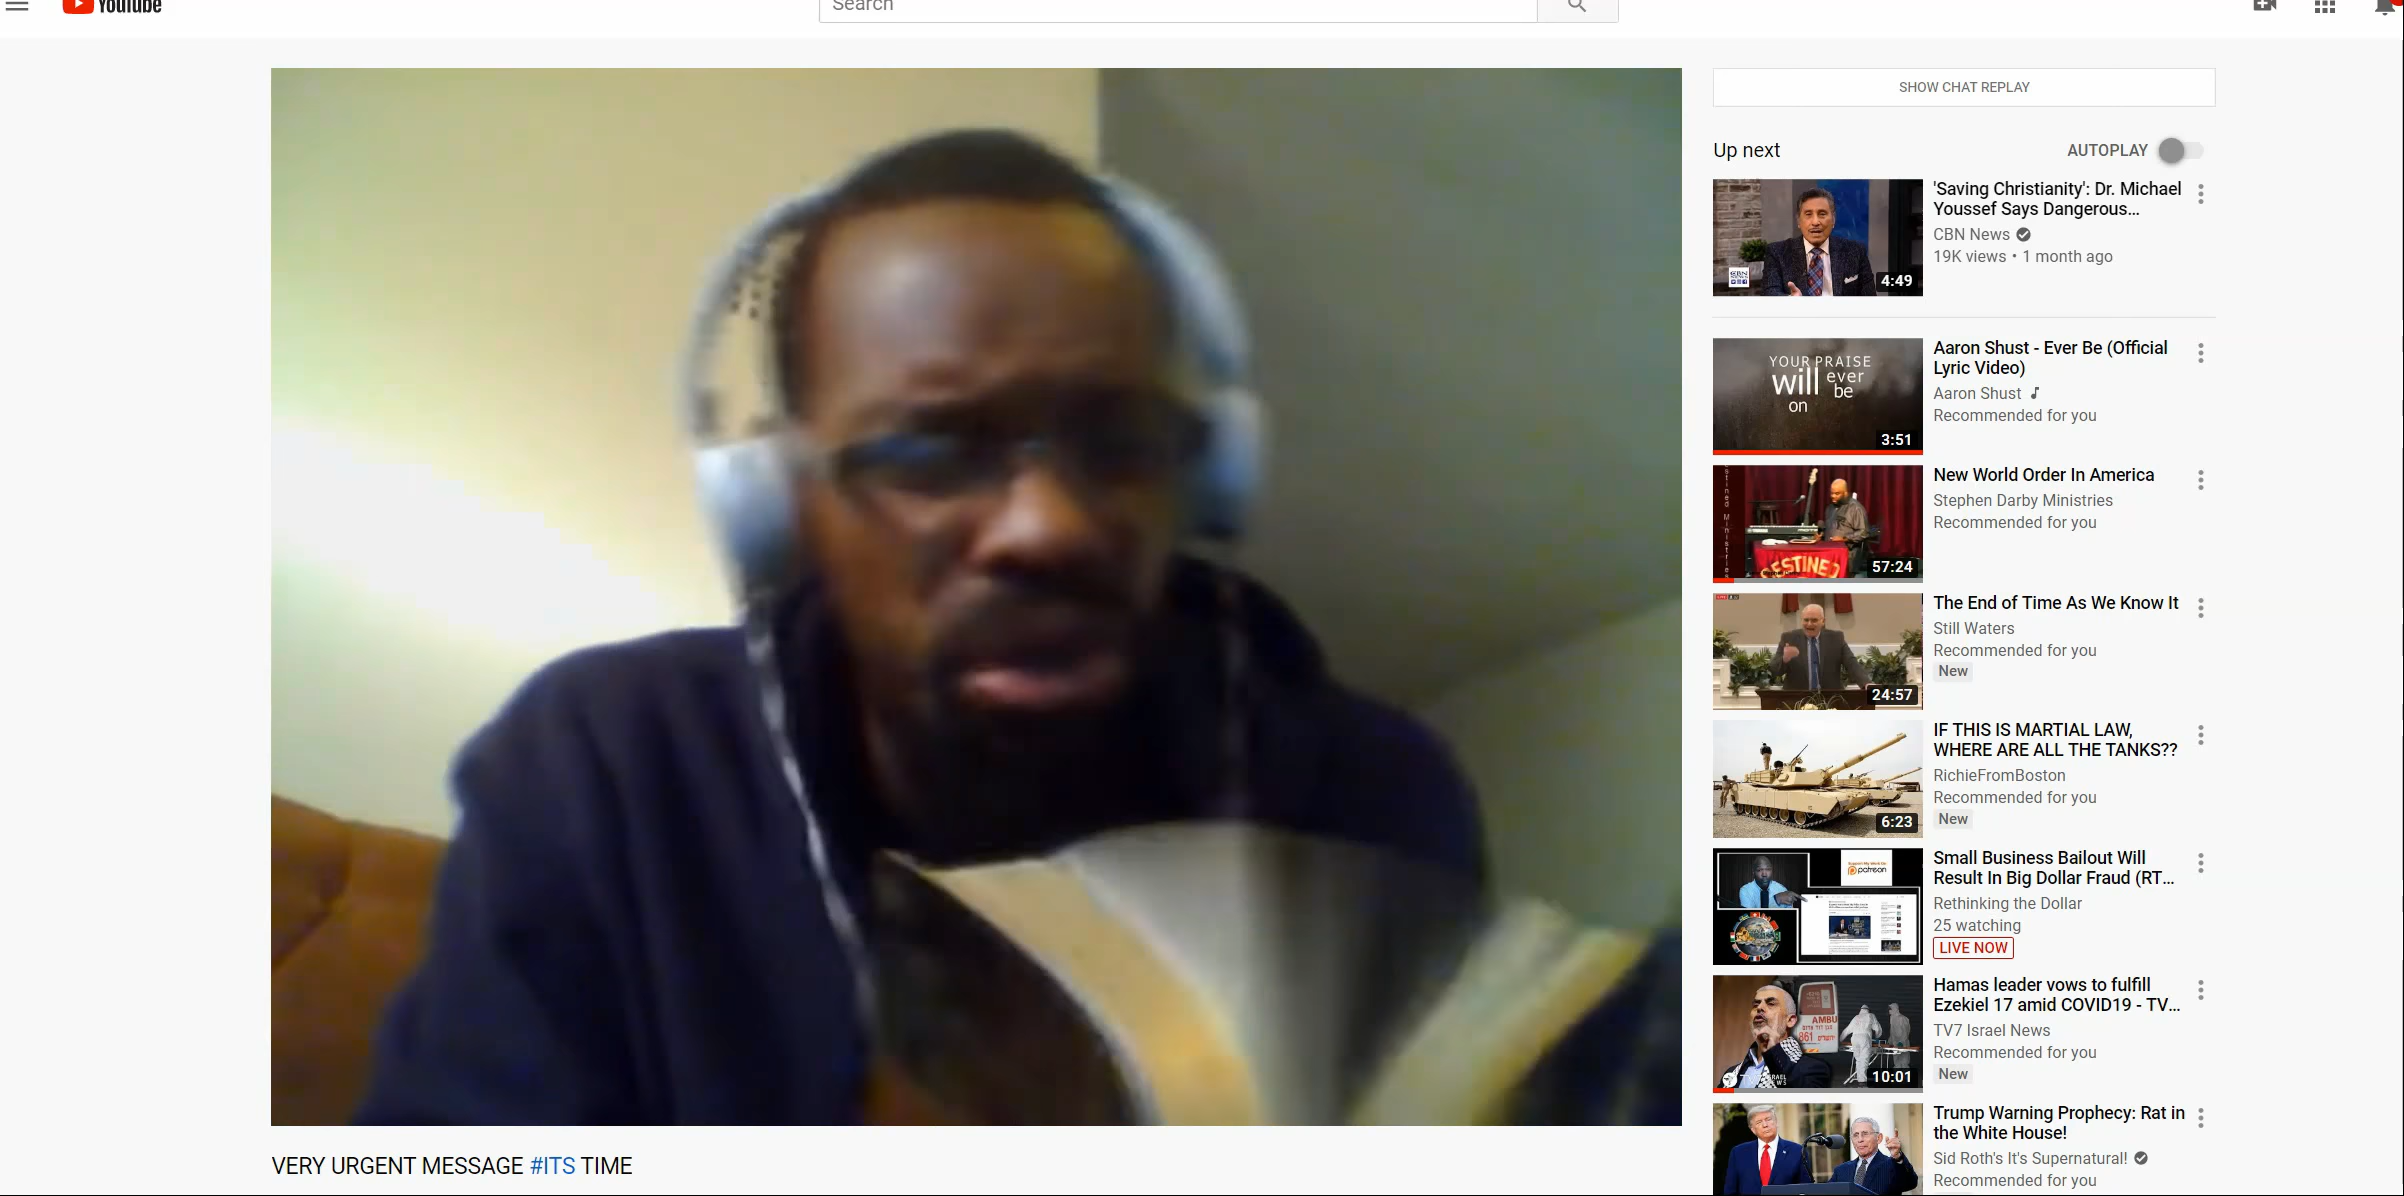 YouTube
Search
SHOW CHAT REPLAY
Up next
AUTOPLAY
'Saving Christianity': Dr. Michael
Youssef Says Dangerous...
CBN News
19K views • 1 month ago
CBN
4:49
YOUR PRAISE
will ever
be
on
3:51
Aaron Shust - Ever Be (Official
Lyric Video)
Aaron Shust
Recommended for you
57:24
New World Order In America
Stephen Darby Ministries
Recommended for you
24:57
The End of Time As We Know It
Still Waters
Recommended for you
New
6:23
IF THIS IS MARTIAL LAW,
WHERE ARE ALL THE TANKS??
RichieFromBoston
Recommended for you
New
patreon
Small Business Bailout Will
Result In Big Dollar Fraud (RT...
Rethinking the Dollar
25 watching
LIVE NOW
AMBU
861
10:01
Hamas leader vows to fulfill
Ezekiel 17 amid COVID19 - TV...
TV7 Israel News
Recommended for you
New
Trump Warning Prophecy: Rat in
the White House!
Sid Roth's It's Supernatural!
Recommended for you
VERY URGENT MESSAGE #ITS TIME